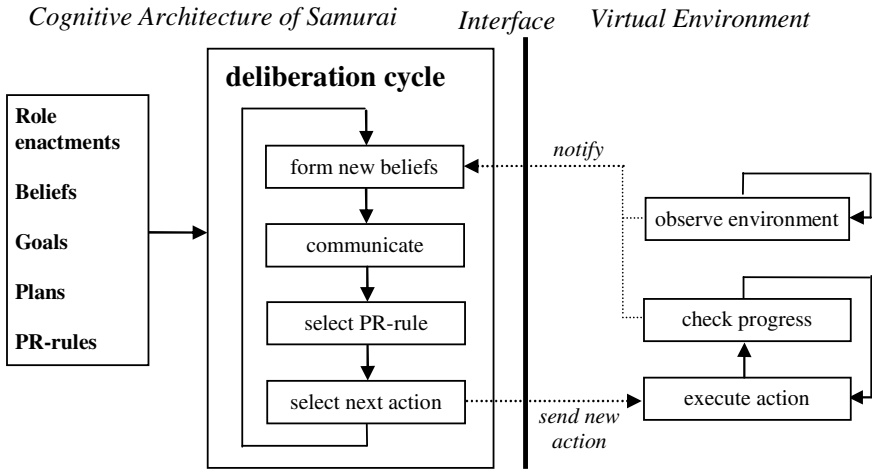 Cognitive Architecture of Samurai
Interface
Virtual Environment
Role
enactments
Beliefs
Goals
Plans
PR-rules
deliberation cycle
form new beliefs
communicate
select PR-rule
select next action
notify
send new
action
observe environment
check progress
execute action